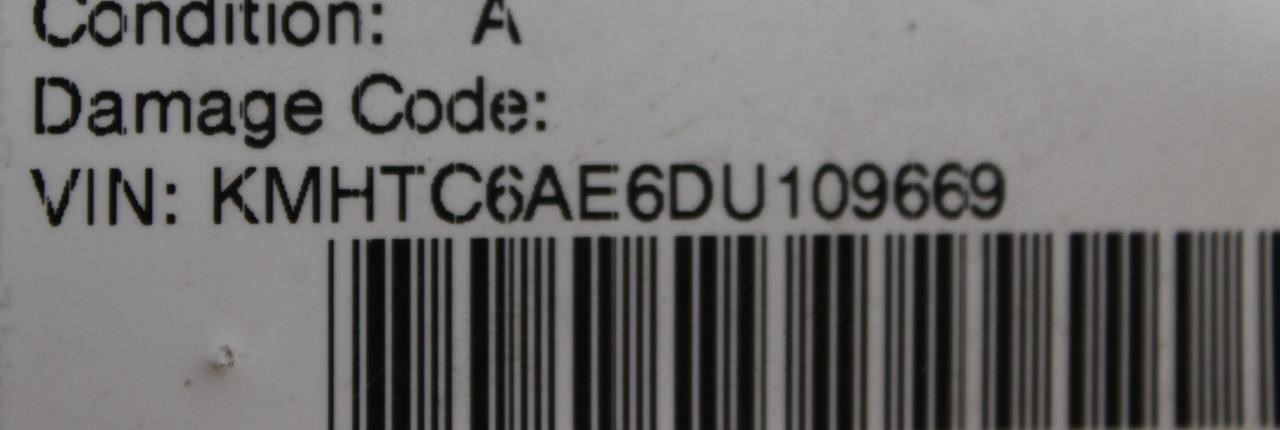 Condition: A
Damage Code:
VIN: KMHTC6AE6DU109669